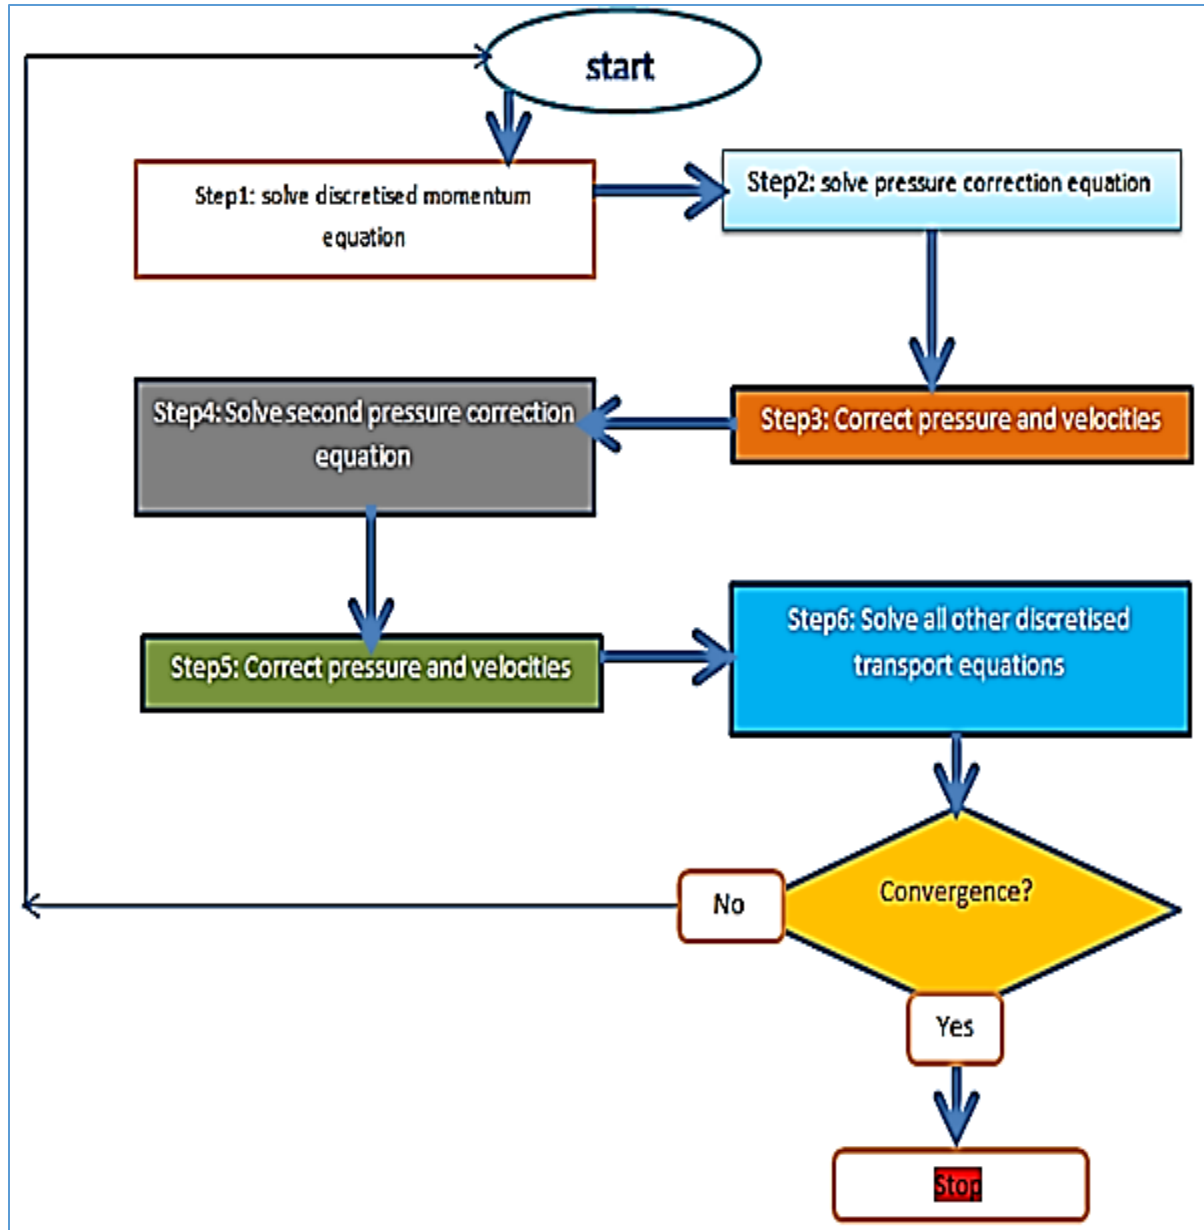 start
Step1: solve discretised momentum
equation
Step2: solve pressure correction equation
Step3: Correct pressure and velocities
Step4: Solve second pressure correction
equation
Step5: Correct pressure and velocities
Step6: Solve all other discretised
transport equations
Convergence?
No
Yes
Stop